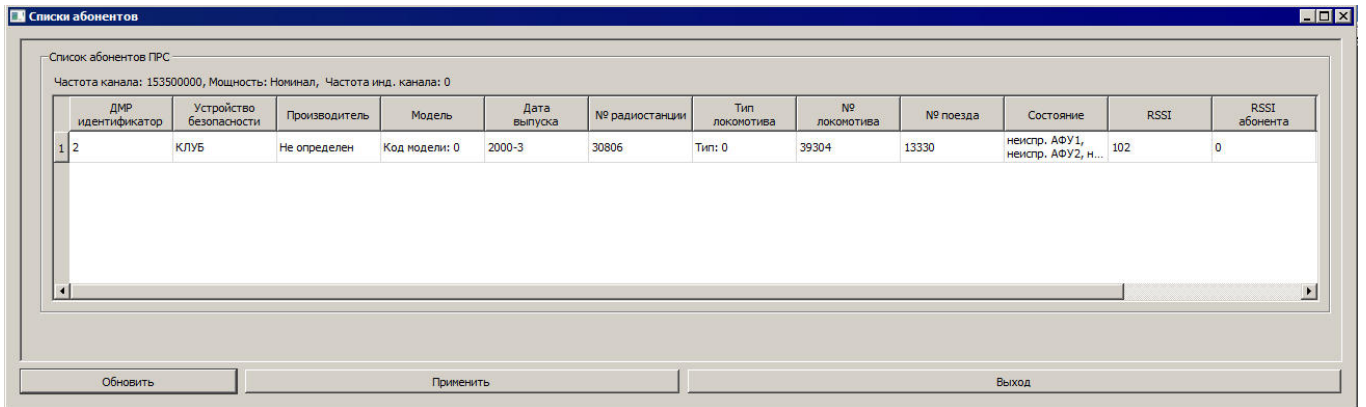 Списки абонентов
Список абонентов ПРС
Частота канала: 153500000, Мощность: Номинал, Частота инд. канала: 0
ДМР идентификатор Устройство безопасности Производитель Модель Дата выпуска № радиостанции Тип локомотива № локомотива № поезда Состояние RSSI RSSI абонента
1 2 КЛУБ Не определен Код модели: 0 2000-3 30806 Тип: 0 39304 13330 неиспр. АФУ1, неиспр. АФУ2, н... 102 0
Обновить Применить Выход